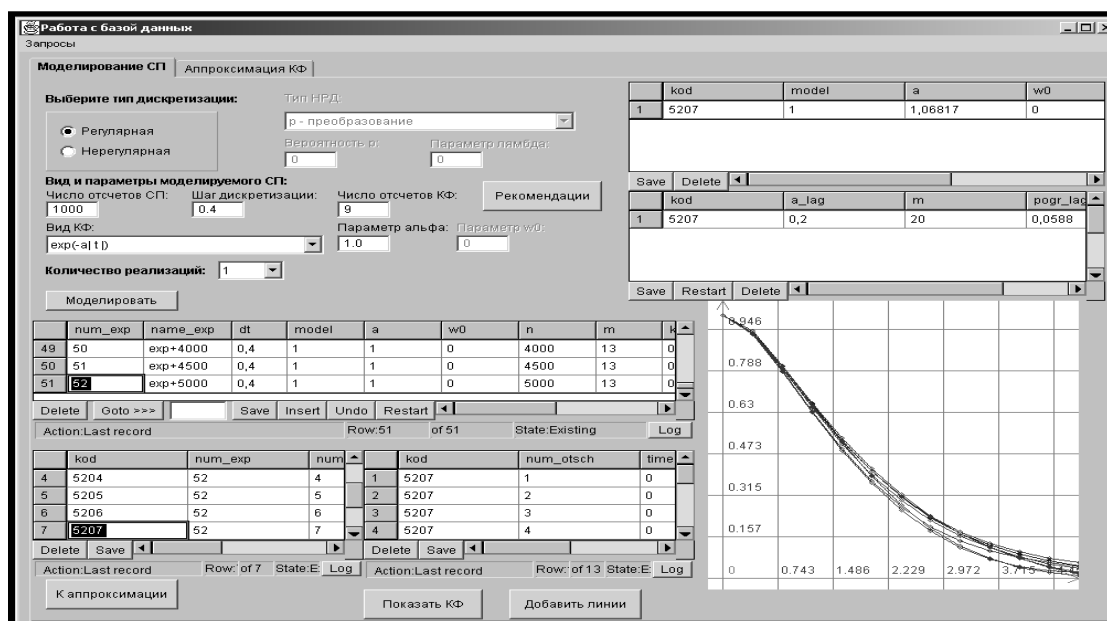 Работа с базой данных
Запросы
Моделирование СП
Аппроксимация КФ
Выберите тип дискретизации:
Регулярная
Нерегулярная
Тип НРД:
p - преобразование
Вероятность p:
Параметр лямбда:
0
0
Вид и параметры моделируемого СП:
Число отсчетов СП:
Шаг дискретизации:
Число отсчетов КФ:
1000
0.4
9
Рекомендации
Вид КФ:
Параметр альфа:
Параметр w0:
exp(-a| t |)
1.0
0
Количество реализаций:
1
Моделировать
kod model a w0
1 5207 1 1,06817 0
Save Delete
kod a_lag m pogr_lag
1 5207 0,2 20 0,0588
Save Restart Delete
num_exp name_exp dt model a w0 n m
49 50 exp+4000 0,4 1 1 0 4000 13 0
50 51 exp+4500 0,4 1 1 0 4500 13 0
51 52 exp+5000 0,4 1 1 0 5000 13 0
Delete Goto >>> Save Insert Undo Restart
Action:Last record Row:51 of 51 State:Existing Log
kod num_exp num
4 5204 52 4
5 5205 52 5
6 5206 52 6
7 5207 52 7
Delete Save
Action:Last record Row: of 7 State:E: Log
kod num_otsch time
1 5207 1 0
2 5207 2 0
3 5207 3 0
4 5207 4 0
Delete Save
Action:Last record Row: of 13 State:E: Log
К аппроксимации
Показать КФ
Добавить линии
0.946
0.788
0.63
0.473
0.315
0.157
0 0.743 1.486 2.229 2.972 3.715